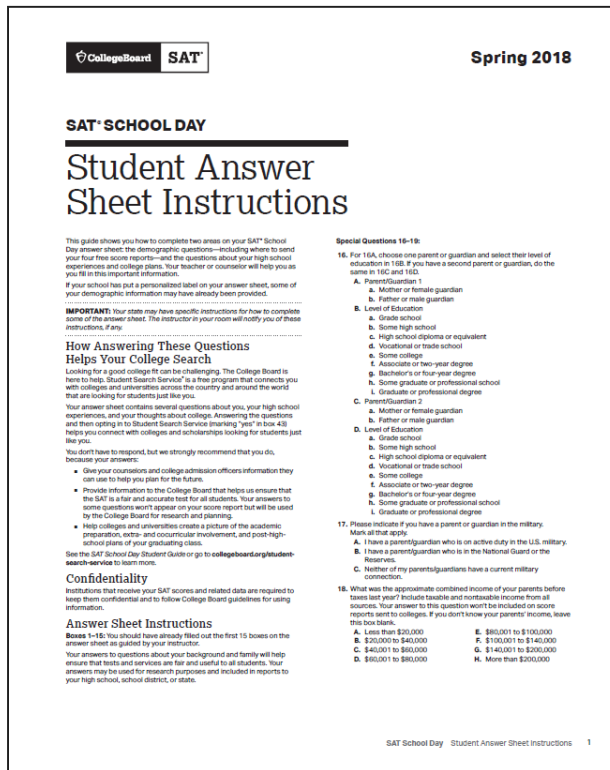 CollegeBoard SAT
Spring 2018
SAT® SCHOOL DAY
Student Answer
Sheet Instructions
This guide shows you how to complete two areas on your SAT® School
Day answer sheet: the demographic questions—including where to send
your four free score reports—and the questions about your high school
experiences and college plans. Your teacher or counselor will help you as
you fill in this important information.
If your school has put a personalized label on your answer sheet, some of
your demographic information may have already been provided.
IMPORTANT: Your state may have specific instructions for how to complete
some of the answer sheet. The instructor in your room will notify you of these
instructions, if any.
How Answering These Questions
Helps Your College Search
Looking for a good college fit can be challenging. The College Board is
here to help. Student Search Service® is a free program that connects you
with colleges and universities across the country and around the world
that are looking for students just like you.
Your answer sheet contains several questions about you, your high school
experiences, and your thoughts about college. Answering the questions
and then opting in to Student Search Service (marking "yes" in box 43)
helps you connect with colleges and scholarships looking for students just
like you.
You don't have to respond, but we strongly recommend that you do,
because your answers:
▪ Give your counselors and college admission officers information they
can use to help you plan for the future.
▪ Provide information to the College Board that helps us ensure that
the SAT is a fair and accurate test for all students. Your answers to
some questions won't appear on your score report but will be used
by the College Board for research and planning.
▪ Help colleges and universities create a picture of the academic
preparation, extra- and cocurricular involvement, and post-high-
school plans of your graduating class.
See the SAT School Day Student Guide or go to collegeboard.org/student-
search-service to learn more.
Confidentiality
Institutions that receive your SAT scores and related data are required to
keep them confidential and to follow College Board guidelines for using
information.
Answer Sheet Instructions
Boxes 1–15: You should have already filled out the first 15 boxes on the
answer sheet as guided by your instructor.
Your answers to questions about your background and family will help
ensure that tests and services are fair and useful to all students. Your
answers may be used for research purposes and included in reports to
your high school, school district, or state.
Special Questions 16–19:
16. For 16A, choose one parent or guardian and select their level of
education in 16B. If you have a second parent or guardian, do the
same in 16C and 16D.
A. Parent/Guardian 1
a. Mother or female guardian
b. Father or male guardian
B. Level of Education
a. Grade school
b. Some high school
c. High school diploma or equivalent
d. Vocational or trade school
e. Some college
f. Associate or two-year degree
g. Bachelor's or four-year degree
h. Some graduate or professional school
i. Graduate or professional degree
C. Parent/Guardian 2
a. Mother or female guardian
b. Father or male guardian
D. Level of Education
a. Grade school
b. Some high school
c. High school diploma or equivalent
d. Vocational or trade school
e. Some college
f. Associate or two-year degree
g. Bachelor's or four-year degree
h. Some graduate or professional school
i. Graduate or professional degree
17. Please indicate if you have a parent or guardian in the military.
Mark all that apply.
A. I have a parent/guardian who is on active duty in the U.S. military.
B. I have a parent/guardian who is in the National Guard or the
Reserves.
C. Neither of my parents/guardians have a current military
connection.
18. What was the approximate combined income of your parents before
taxes last year? Include taxable and nontaxable income from all
sources. Your answer to this question won't be included on score
reports sent to colleges. If you don't know your parents' income, leave
this box blank.
A. Less than $20,000
B. $20,000 to $40,000
C. $40,001 to $60,000
D. $60,001 to $80,000
E. $80,001 to $100,000
F. $100,001 to $140,000
G. $140,001 to $200,000
H. More than $200,000
SAT School Day Student Answer Sheet Instructions 1